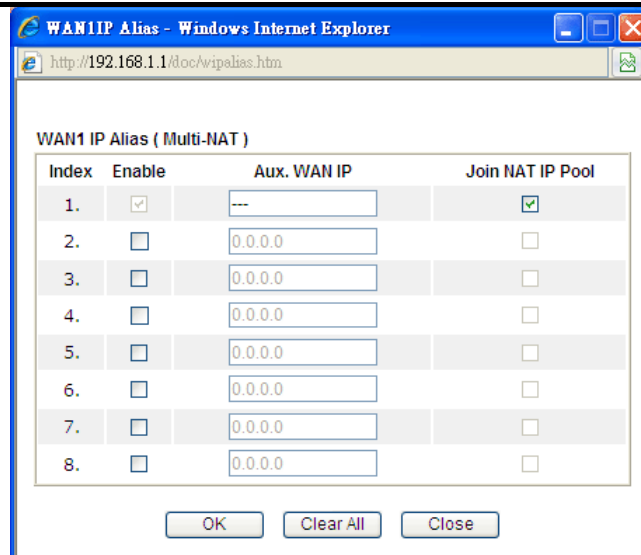 WAN1IP Alias - Windows Internet Explorer
http://192.168.1.1/doc/wipalias.htm
WAN1 IP Alias ( Multi-NAT )
Index Enable Aux. WAN IP Join NAT IP Pool
1. ---
2. 0.0.0.0
3. 0.0.0.0
4. 0.0.0.0
5. 0.0.0.0
6. 0.0.0.0
7. 0.0.0.0
8. 0.0.0.0
OK Clear All Close